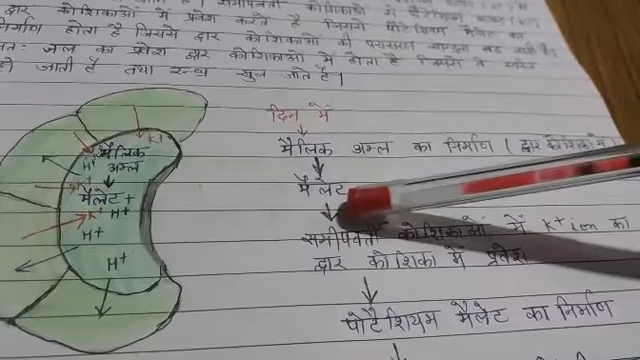 द्वार कोशिकाओं में प्रवेश करते हैं जिससे पोटेशियम मैलेट का
निर्माण होता है जिससे द्वार कोशिकाओं की परासरण सान्द्रता बढ़ जाती है।
अतः जल का प्रवेश द्वार कोशिकाओं में होता है जिससे वे स्फीत
हो जाती है तथा रन्ध्र खुल जाते है।
दिन में
मैलिक अम्ल का निर्माण (द्वार कोशिका में)
मैलेट
समीपवर्ती कोशिकाओं में K+ ion का
द्वार कोशिका में प्रवेश
पोटैशियम मैलेट का निर्माण
K+
मैलिक
H+ अम्ल
मैलेट +
K+ H+
H+
H+